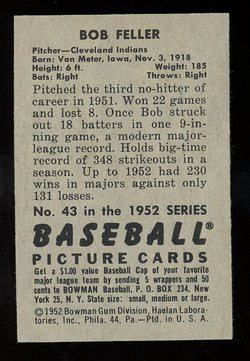 BOB FELLER
Pitcher—Cleveland Indians
Born: Van Meter, Iowa, Nov. 3, 1918
Height: 6 ft. Weight: 185
Bats: Right Throws: Right
Pitched the third no-hitter of
career in 1951. Won 22 games
and lost 8. Once Bob struck
out 18 batters in one 9-in-
ning game, a modern major-
league record. Holds big-time
record of 348 strikeouts in a
season. Up to 1952 had 230
wins in majors against only
131 losses.
No. 43 in the 1952 SERIES
BASEBALL®
PICTURE CARDS
Get a $1.00 value Baseball Cap of your favorite
major league team by sending 5 wrappers and 50
cents to BOWMAN Baseball, P. O. BOX 234, New
York 25, N. Y. State size: small, medium, or large.
©1952 Bowman Gum Division, Haelan Labora-
tories, Inc., Phila. 44, Pa.—Ptd. in U. S. A.